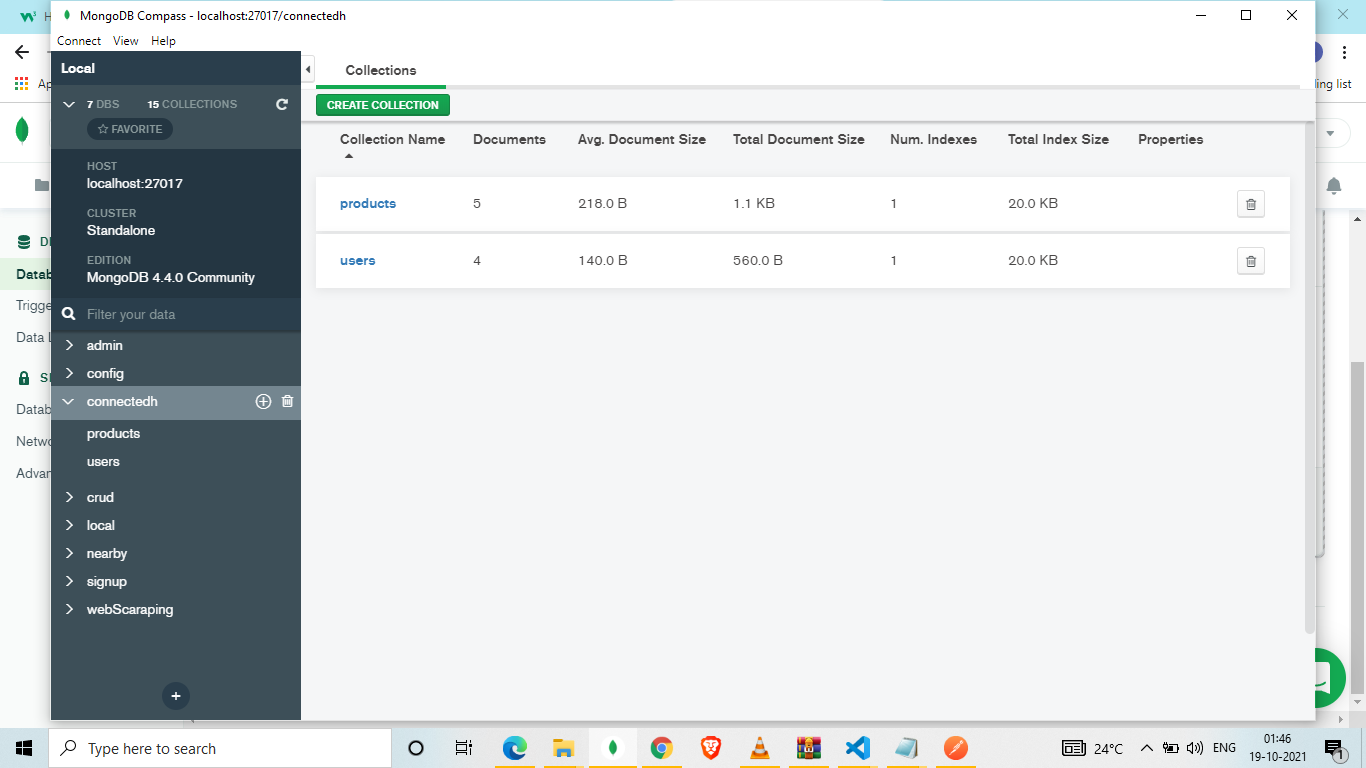 MongoDB Compass - localhost:27017/connectedh
Connect View Help
Local
Collections
7 DBS 15 COLLECTIONS
FAVORITE
CREATE COLLECTION
Collection Name Documents Avg. Document Size Total Document Size Num. Indexes Total Index Size Properties
HOST
localhost:27017
products 5 218.0 B 1.1 KB 1 20.0 KB
CLUSTER
Standalone
users 4 140.0 B 560.0 B 1 20.0 KB
EDITION
MongoDB 4.4.0 Community
Filter your data
admin
config
connectedh
products
users
crud
local
nearby
signup
webScaraping
ing list
Datab
Trigge
Data L
Datab
Netwo
Advan
Type here to search
24°C
ENG
01:46
19-10-2021
1